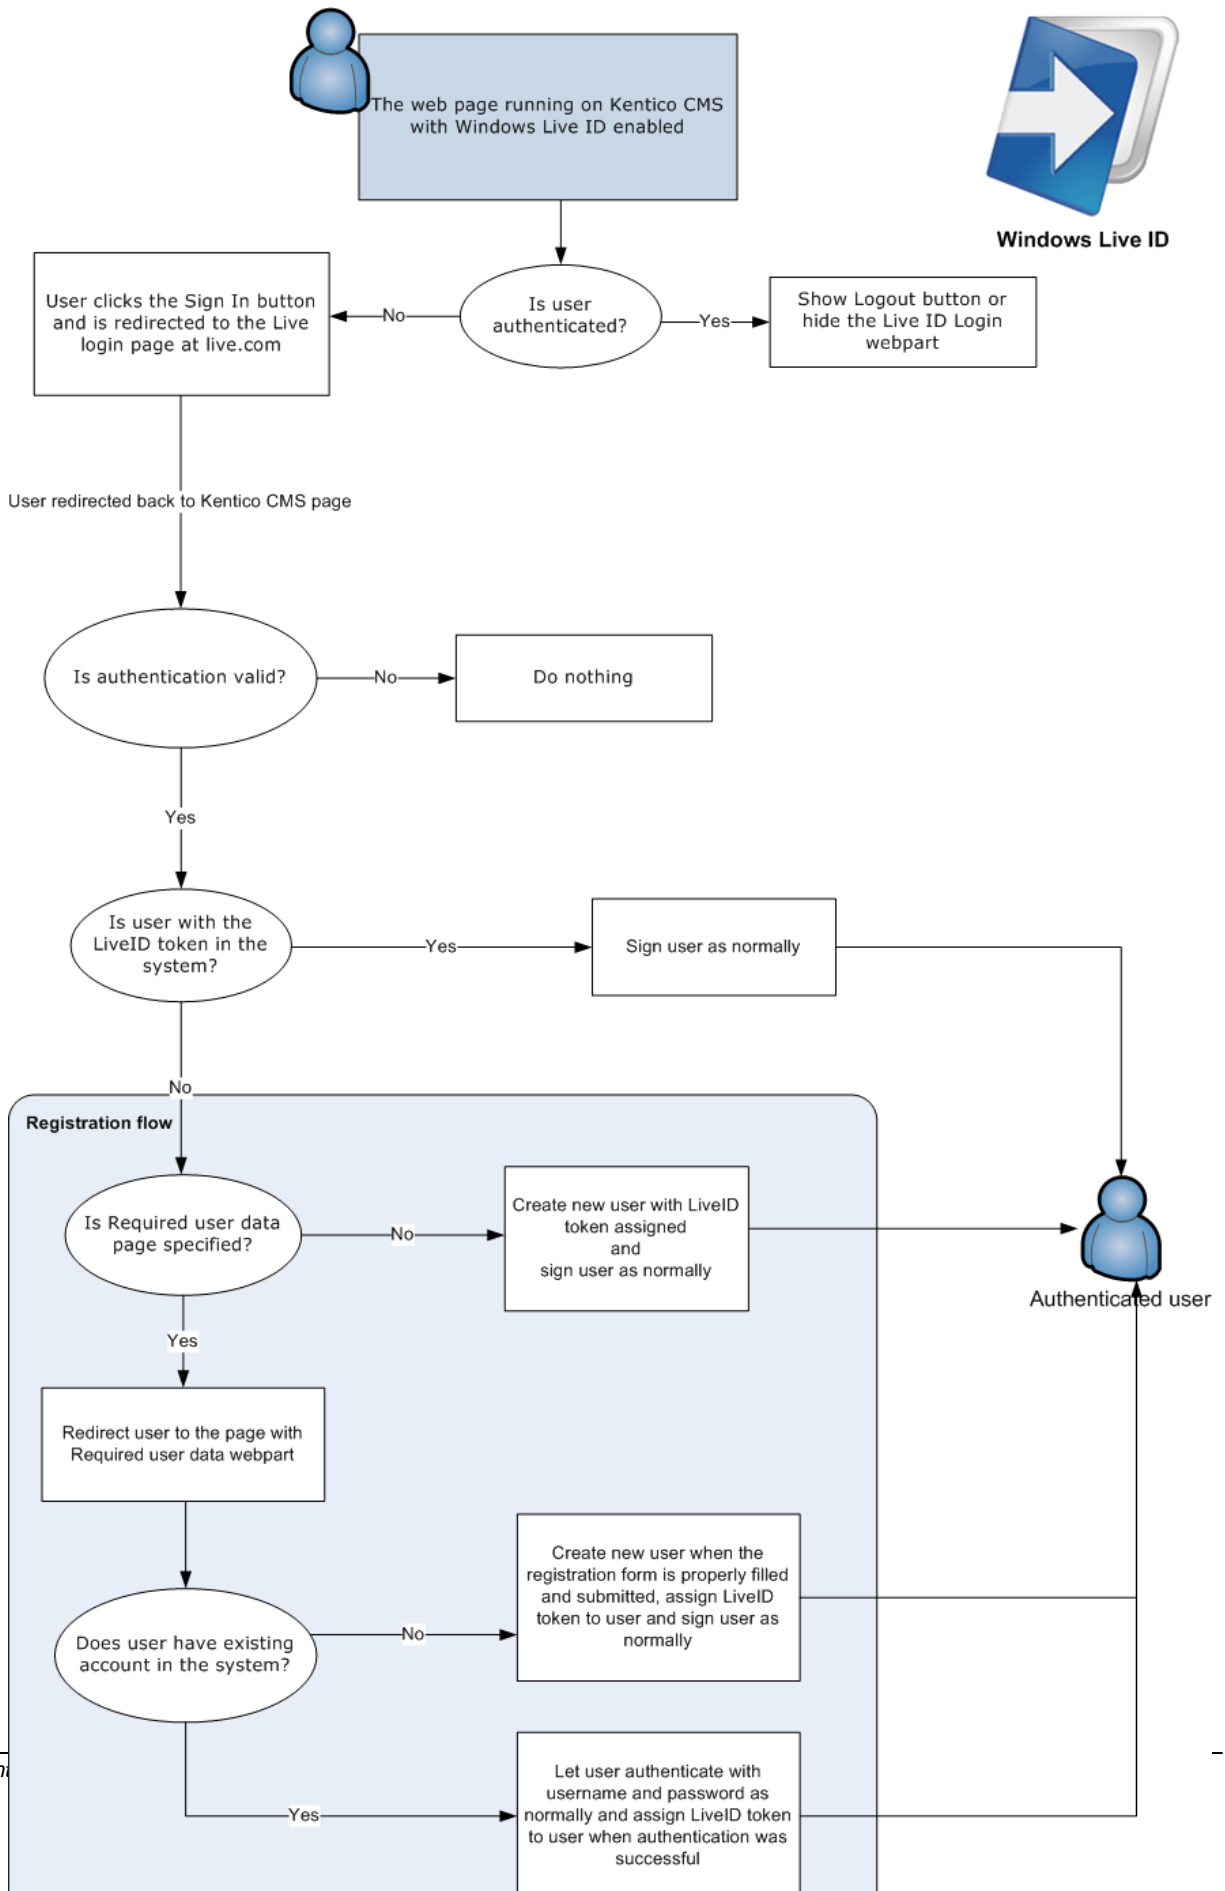 The web page running on Kentico CMS
with Windows Live ID enabled
Windows Live ID
User clicks the Sign In button
and is redirected to the Live
login page at live.com
No
Is user
authenticated?
Yes
Show Logout button or
hide the Live ID Login
webpart
User redirected back to Kentico CMS page
Is authentication valid?
No
Do nothing
Yes
Is user with the
LiveID token in the
system?
Yes
Sign user as normally
No
Registration flow
Is Required user data
page specified?
No
Create new user with LiveID
token assigned
and
sign user as normally
Authenticated user
Yes
Redirect user to the page with
Required user data webpart
Create new user when the
registration form is properly filled
and submitted, assign LiveID
token to user and sign user as
normally
No
Does user have existing
account in the system?
Yes
Let user authenticate with
username and password as
normally and assign LiveID token
to user when authentication was
successful